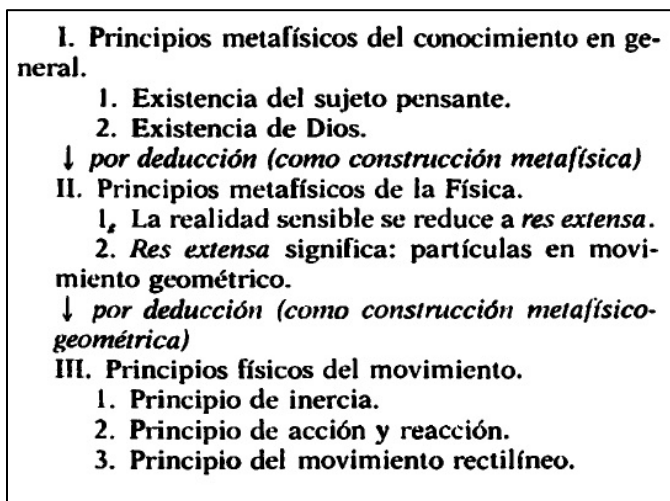 I. Principios metafísicos del conocimiento en ge-
neral.
1. Existencia del sujeto pensante.
2. Existencia de Dios.
↓ por deducción (como construcción metafísica)
II. Principios metafísicos de la Física.
1. La realidad sensible se reduce a res extensa.
2. Res extensa significa: partículas en movi-
miento geométrico.
↓ por deducción (como construcción metafísico-
geométrica)
III. Principios físicos del movimiento.
1. Principio de inercia.
2. Principio de acción y reacción.
3. Principio del movimiento rectilíneo.